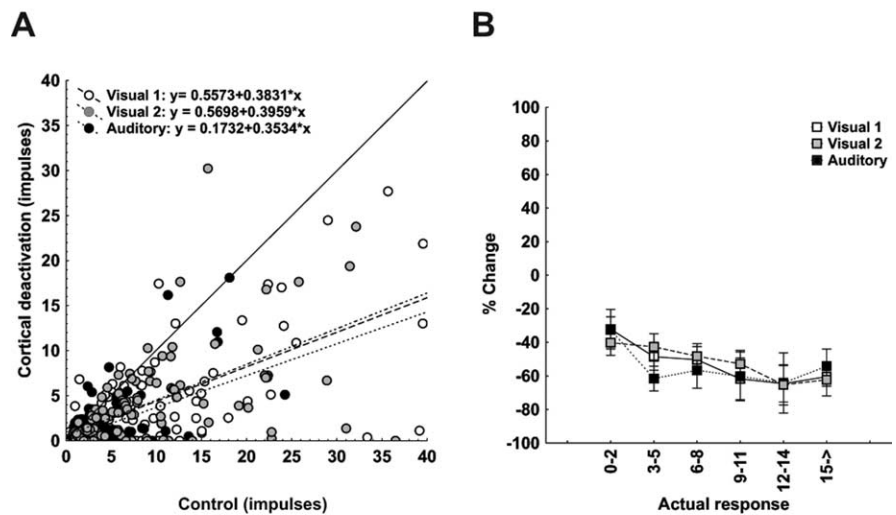 A
B
Visual 1: y= 0.5573+0.3831*x
Visual 2: y = 0.5698+0.3959*x
Auditory: y = 0.1732+0.3534*x
Cortical deactivation (impulses)
40
35
30
25
20
15
10
5
0
0 5 10 15 20 25 30 35 40
Control (impulses)
Visual 1
Visual 2
Auditory
% Change
100
80
60
40
20
0
-20
-40
-60
-80
-100
0-2
3-5
6-8
9-11
12-14
15->
Actual response